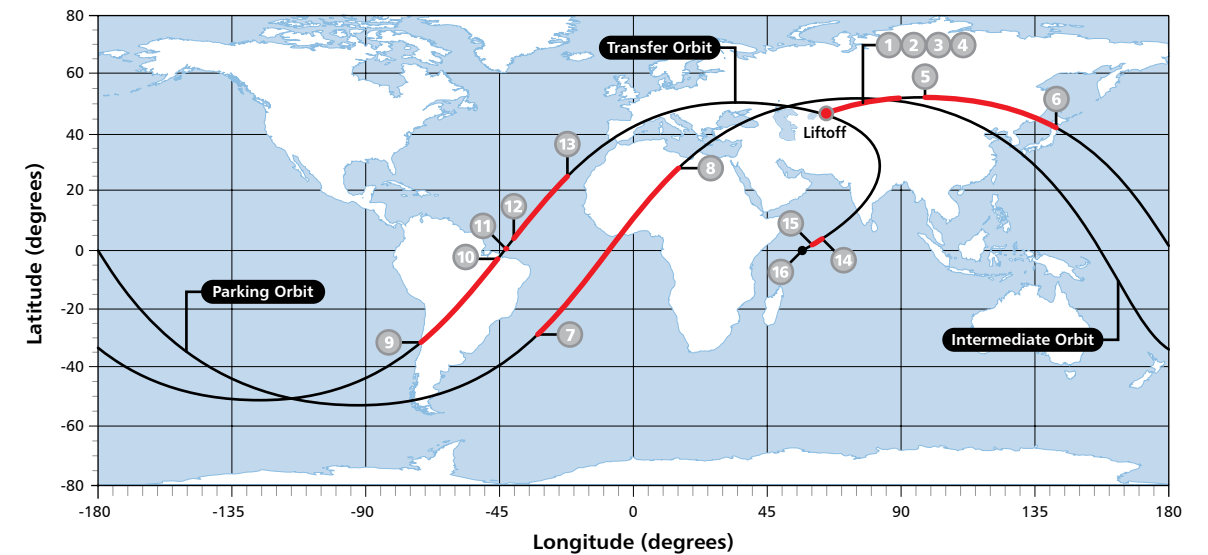 80
60
40
20
0
-20
-40
-60
-80
Latitude (degrees)
Transfer Orbit
1 2 3 4
5
6
Liftoff
13
8
12
11
10
15
14
16
Parking Orbit
9
7
Intermediate Orbit
-180 -135 -90 -45 0 45 90 135 180
Longitude (degrees)